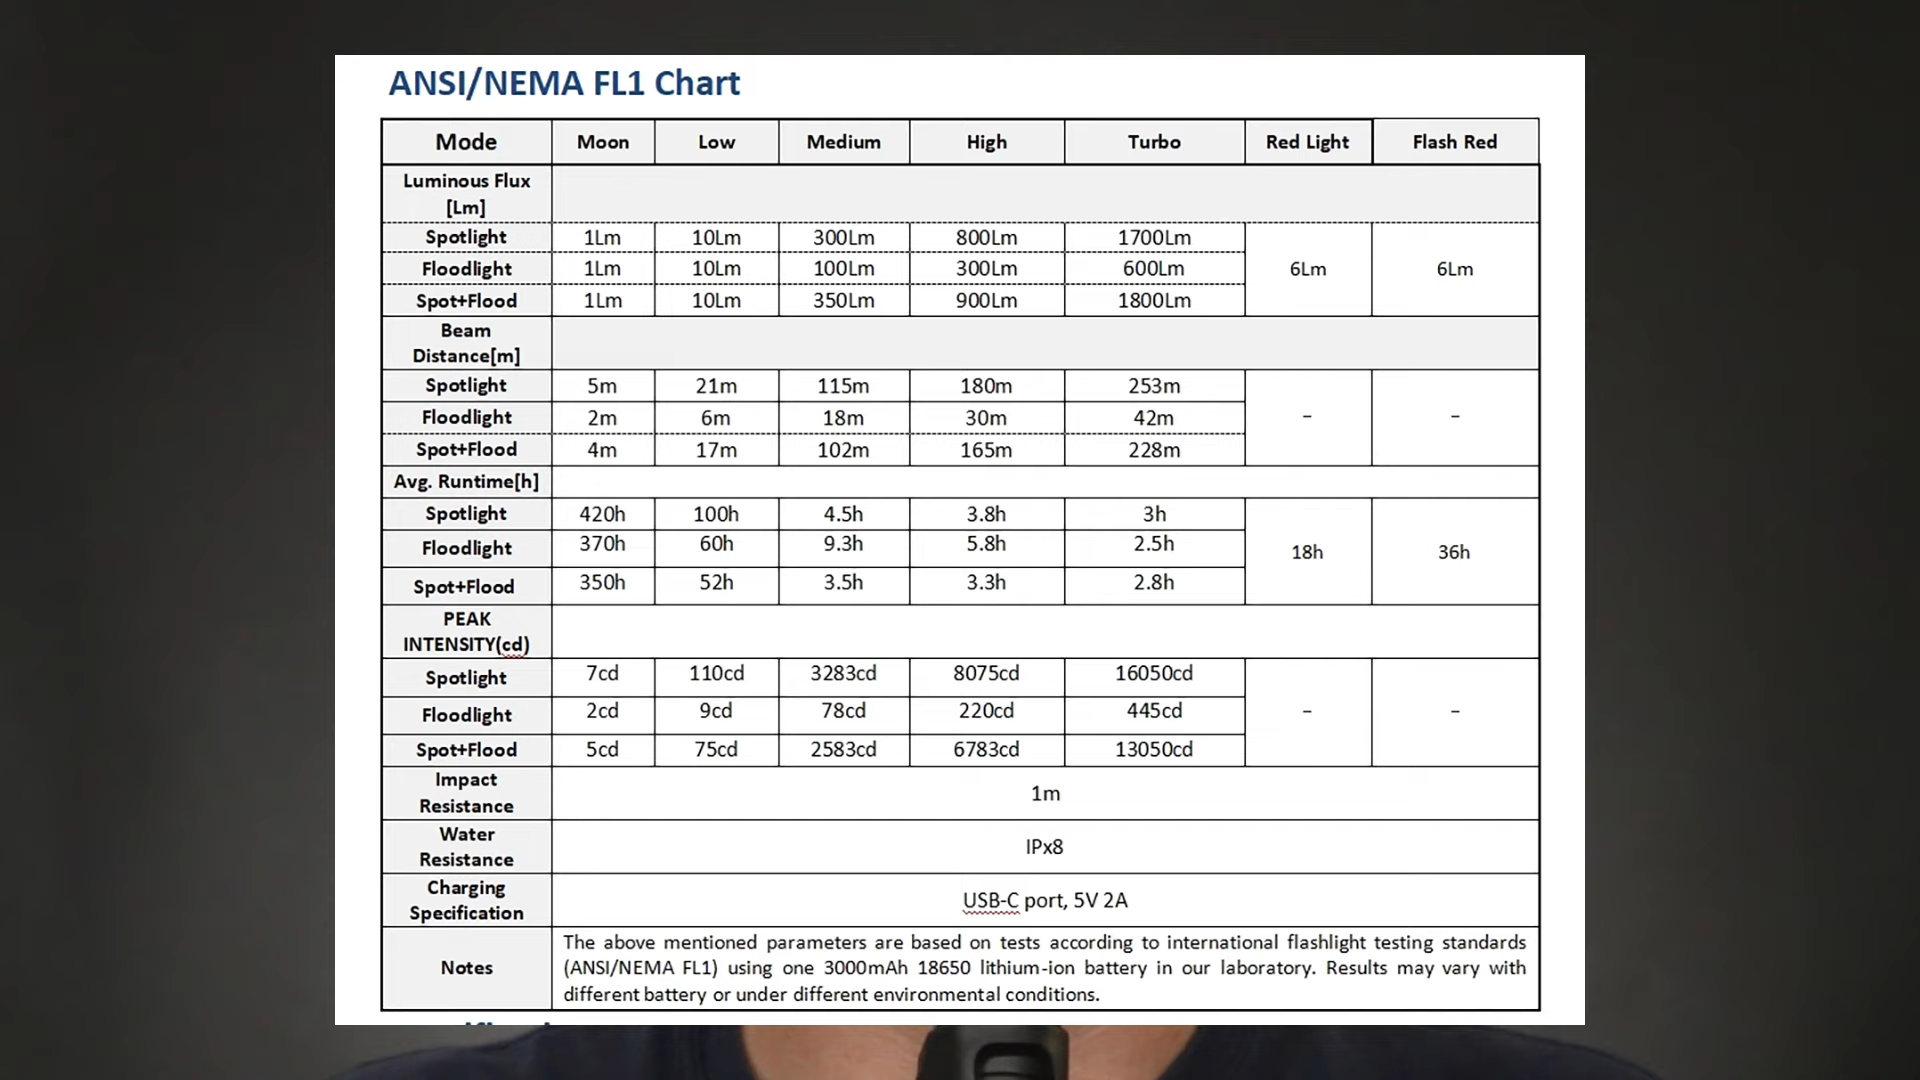 ANSI/NEMA FL1 Chart
Mode Moon Low Medium High Turbo Red Light Flash Red
Luminous Flux
[Lm]
Spotlight 1Lm 10Lm 300Lm 800Lm 1700Lm
Floodlight 1Lm 10Lm 100Lm 300Lm 600Lm 6Lm 6Lm
Spot+Flood 1Lm 10Lm 350Lm 900Lm 1800Lm
Beam
Distance[m]
Spotlight 5m 21m 115m 180m 253m
Floodlight 2m 6m 18m 30m 42m – –
Spot+Flood 4m 17m 102m 165m 228m
Avg. Runtime[h]
Spotlight 420h 100h 4.5h 3.8h 3h
Floodlight 370h 60h 9.3h 5.8h 2.5h 18h 36h
Spot+Flood 350h 52h 3.5h 3.3h 2.8h
PEAK
INTENSITY(cd)
Spotlight 7cd 110cd 3283cd 8075cd 16050cd
Floodlight 2cd 9cd 78cd 220cd 445cd – –
Spot+Flood 5cd 75cd 2583cd 6783cd 13050cd
Impact
Resistance
1m
Water
Resistance
IPx8
Charging
Specification
USB-C port, 5V 2A
Notes
The above mentioned parameters are based on tests according to international flashlight testing standards
(ANSI/NEMA FL1) using one 3000mAh 18650 lithium-ion battery in our laboratory. Results may vary with
different battery or under different environmental conditions.